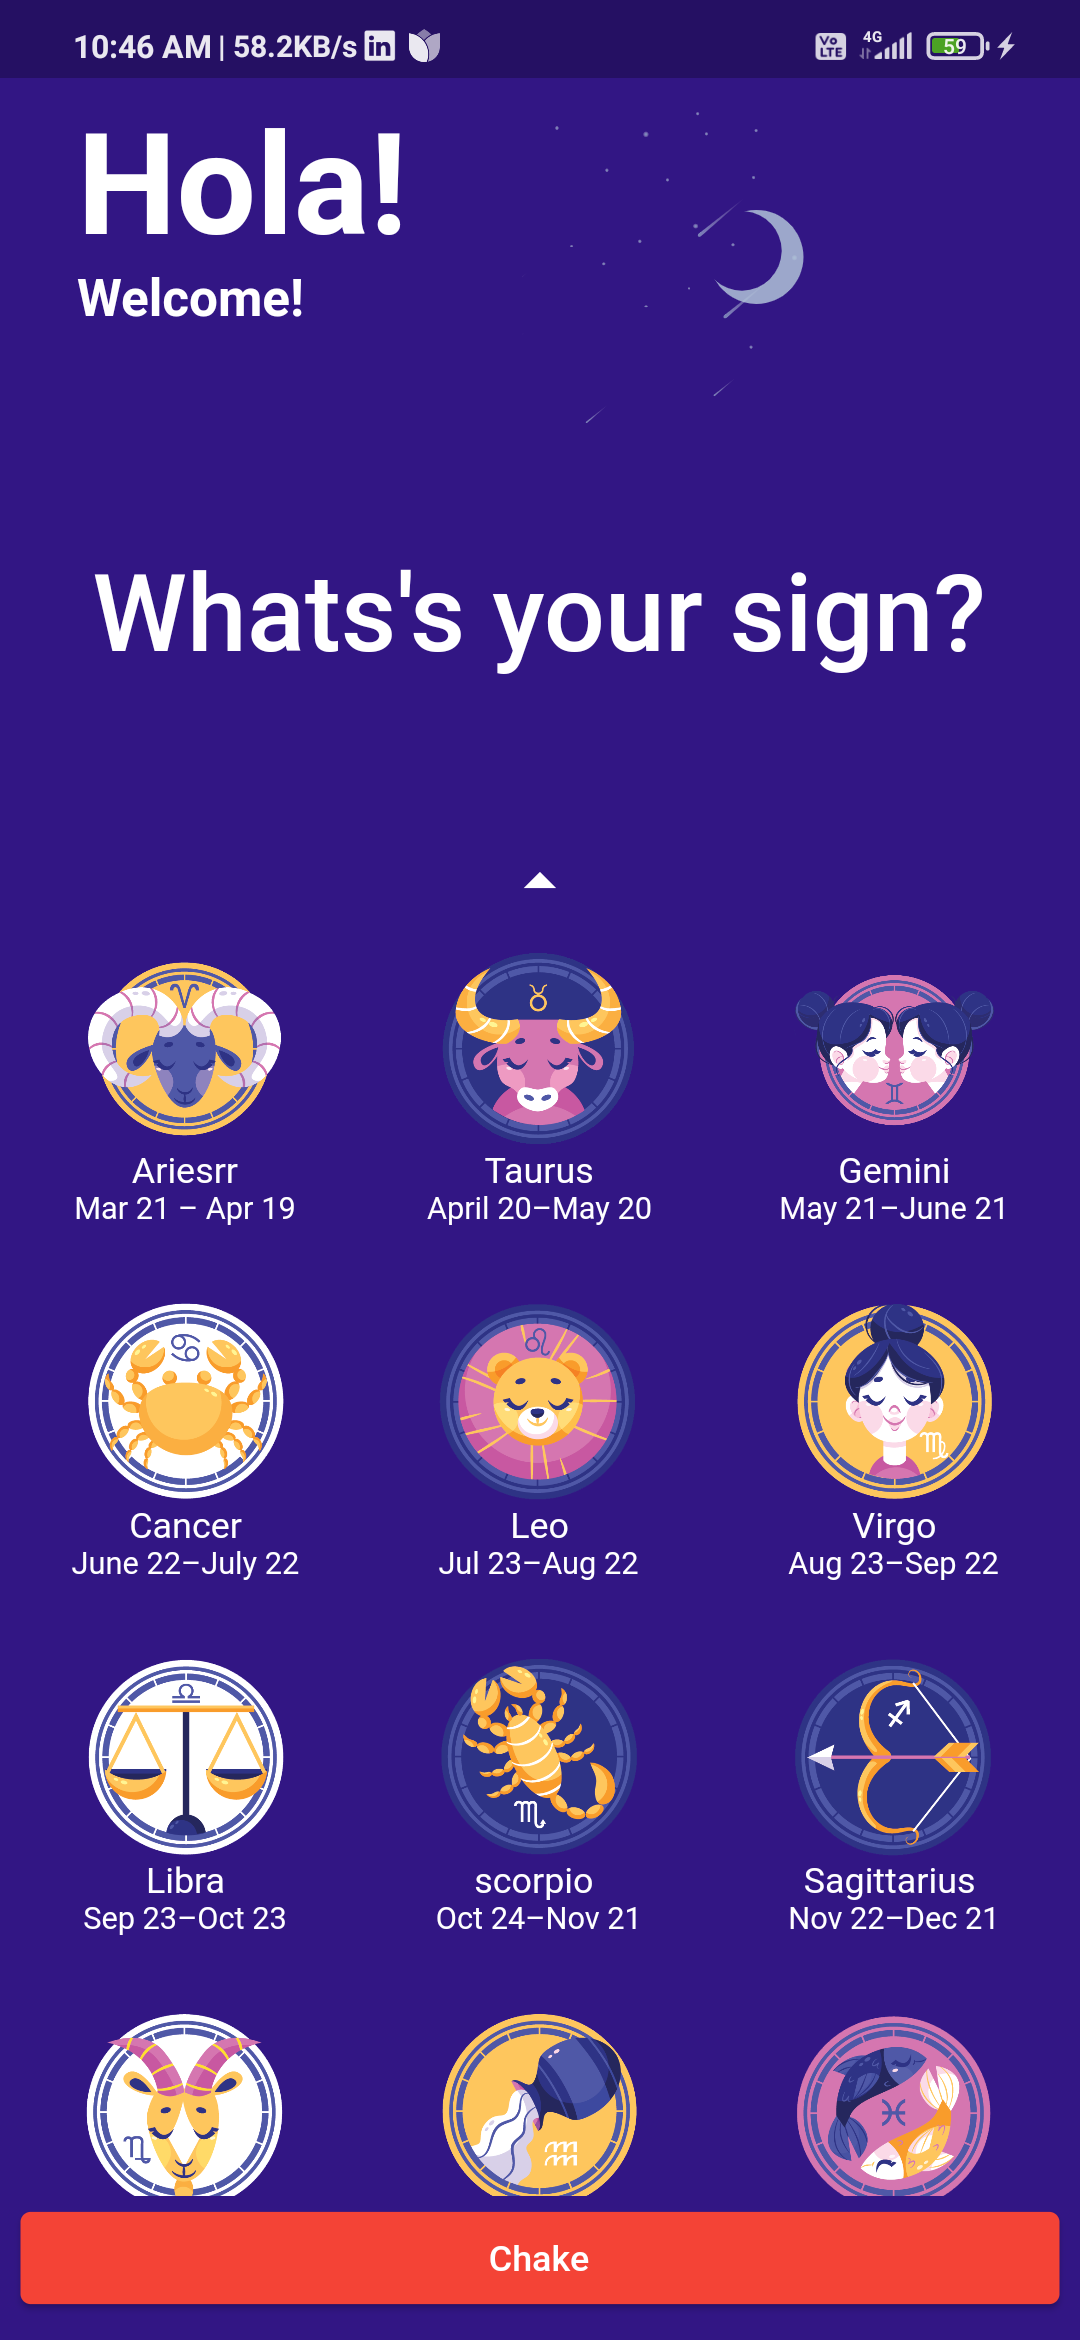 10:46 AM | 58.2KB/s in Vo LTE 4G 59
Hola!
Welcome!
Whats's your sign?
Ariesrr Taurus Gemini
Mar 21 – Apr 19 April 20–May 20 May 21–June 21
Cancer Leo Virgo
June 22–July 22 Jul 23–Aug 22 Aug 23–Sep 22
Libra scorpio Sagittarius
Sep 23–Oct 23 Oct 24–Nov 21 Nov 22–Dec 21
Chake